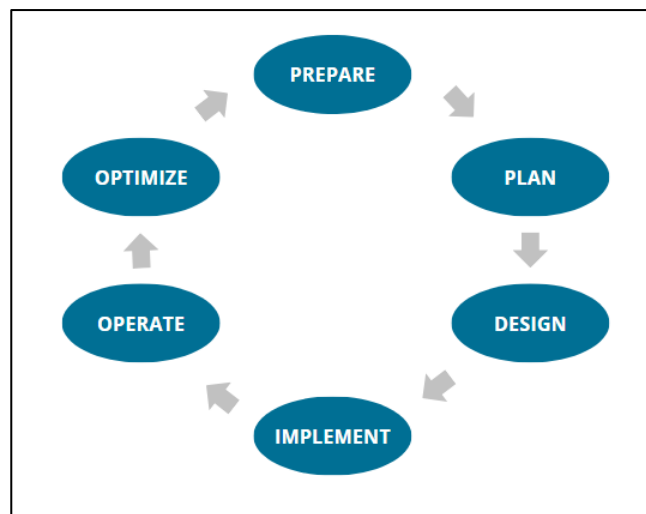 PREPARE
PLAN
DESIGN
IMPLEMENT
OPERATE
OPTIMIZE